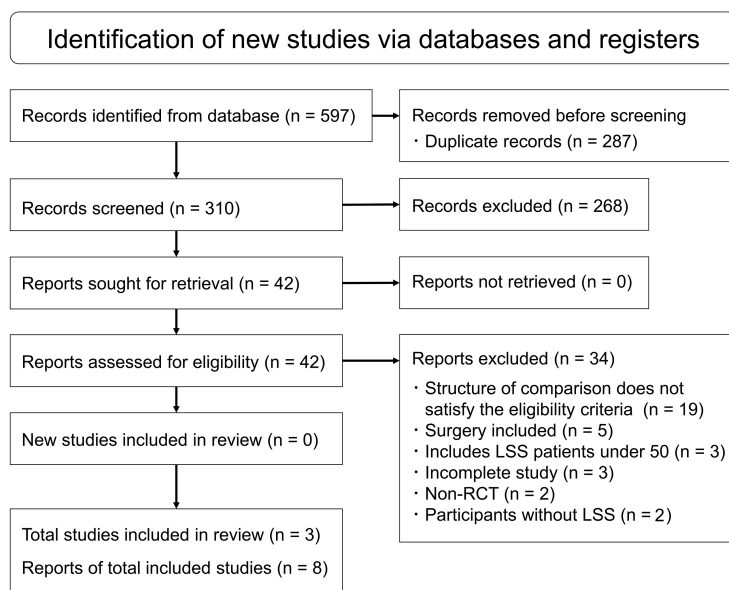 Identification of new studies via databases and registers
Records identified from database (n = 597)
Records removed before screening
・Duplicate records (n = 287)
Records screened (n = 310)
Records excluded (n = 268)
Reports sought for retrieval (n = 42)
Reports not retrieved (n = 0)
Reports assessed for eligibility (n = 42)
Reports excluded (n = 34)
・Structure of comparison does not
satisfy the eligibility criteria (n = 19)
・Surgery included (n = 5)
・Includes LSS patients under 50 (n = 3)
・Incomplete study (n = 3)
・Non-RCT (n = 2)
・Participants without LSS (n = 2)
New studies included in review (n = 0)
Total studies included in review (n = 3)
Reports of total included studies (n = 8)